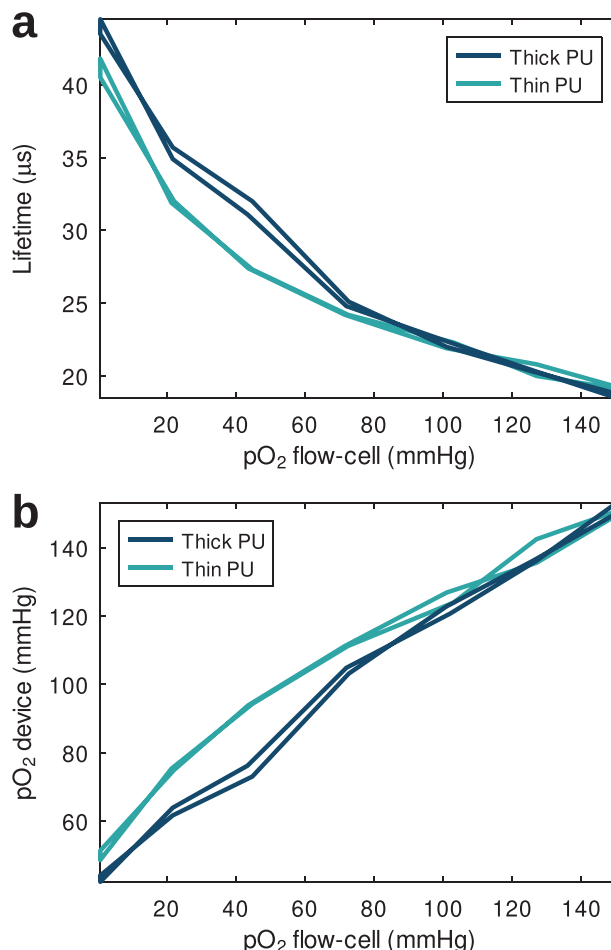 a
Thick PU
Thin PU
40
35
30
25
20
Lifetime (μs)
20 40 60 80 100 120 140
pO₂ flow-cell (mmHg)
b
Thick PU
Thin PU
140
120
100
80
60
pO₂ device (mmHg)
20 40 60 80 100 120 140
pO₂ flow-cell (mmHg)